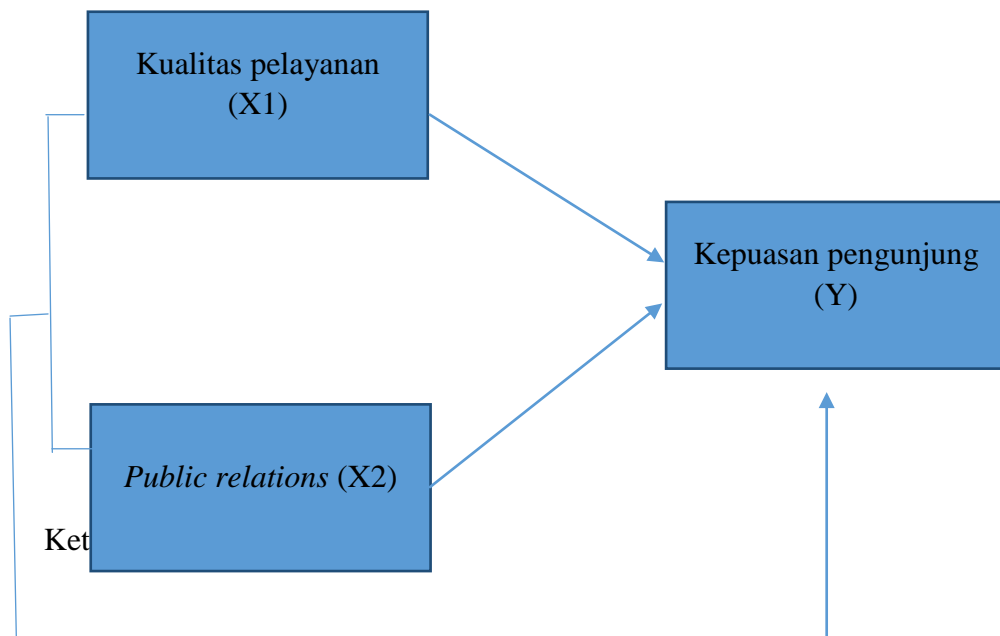 Kualitas pelayanan
(X1)
Kepuasan pengunjung
(Y)
Public relations (X2)
Ket